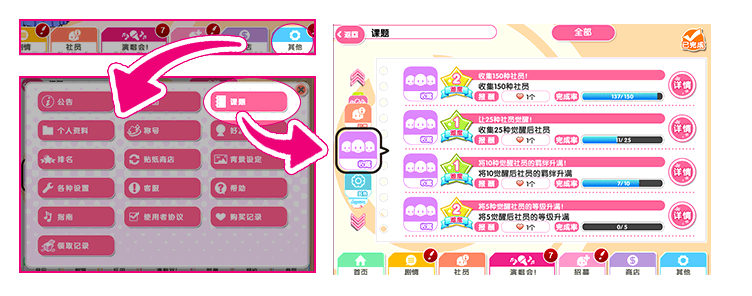 剧情
社员
演唱会!
7
商店
其他
公告
课题
个人资料
称号
好友
排名
贴纸商店
背景设定
各种设置
客服
帮助
指南
使用者协议
购买记录
领取记录
返回
课题
全部
已完成
收集
2
难度
收集150种社员!
收集150种社员
报酬
1个
完成率
137/150
详情
收集
1
难度
让25种社员觉醒!
收集25种觉醒后社员
报酬
1个
完成率
1/25
详情
收集
1
难度
将10种觉醒社员的羁绊升满!
将10觉醒后社员的羁绊升满
报酬
1个
完成率
7/10
详情
收集
2
难度
将5种觉醒社员的等级升满!
将5觉醒后社员的等级升满
报酬
1个
完成率
0/5
详情
收集
首页
剧情
社员
演唱会!
7
招募
商店
其他